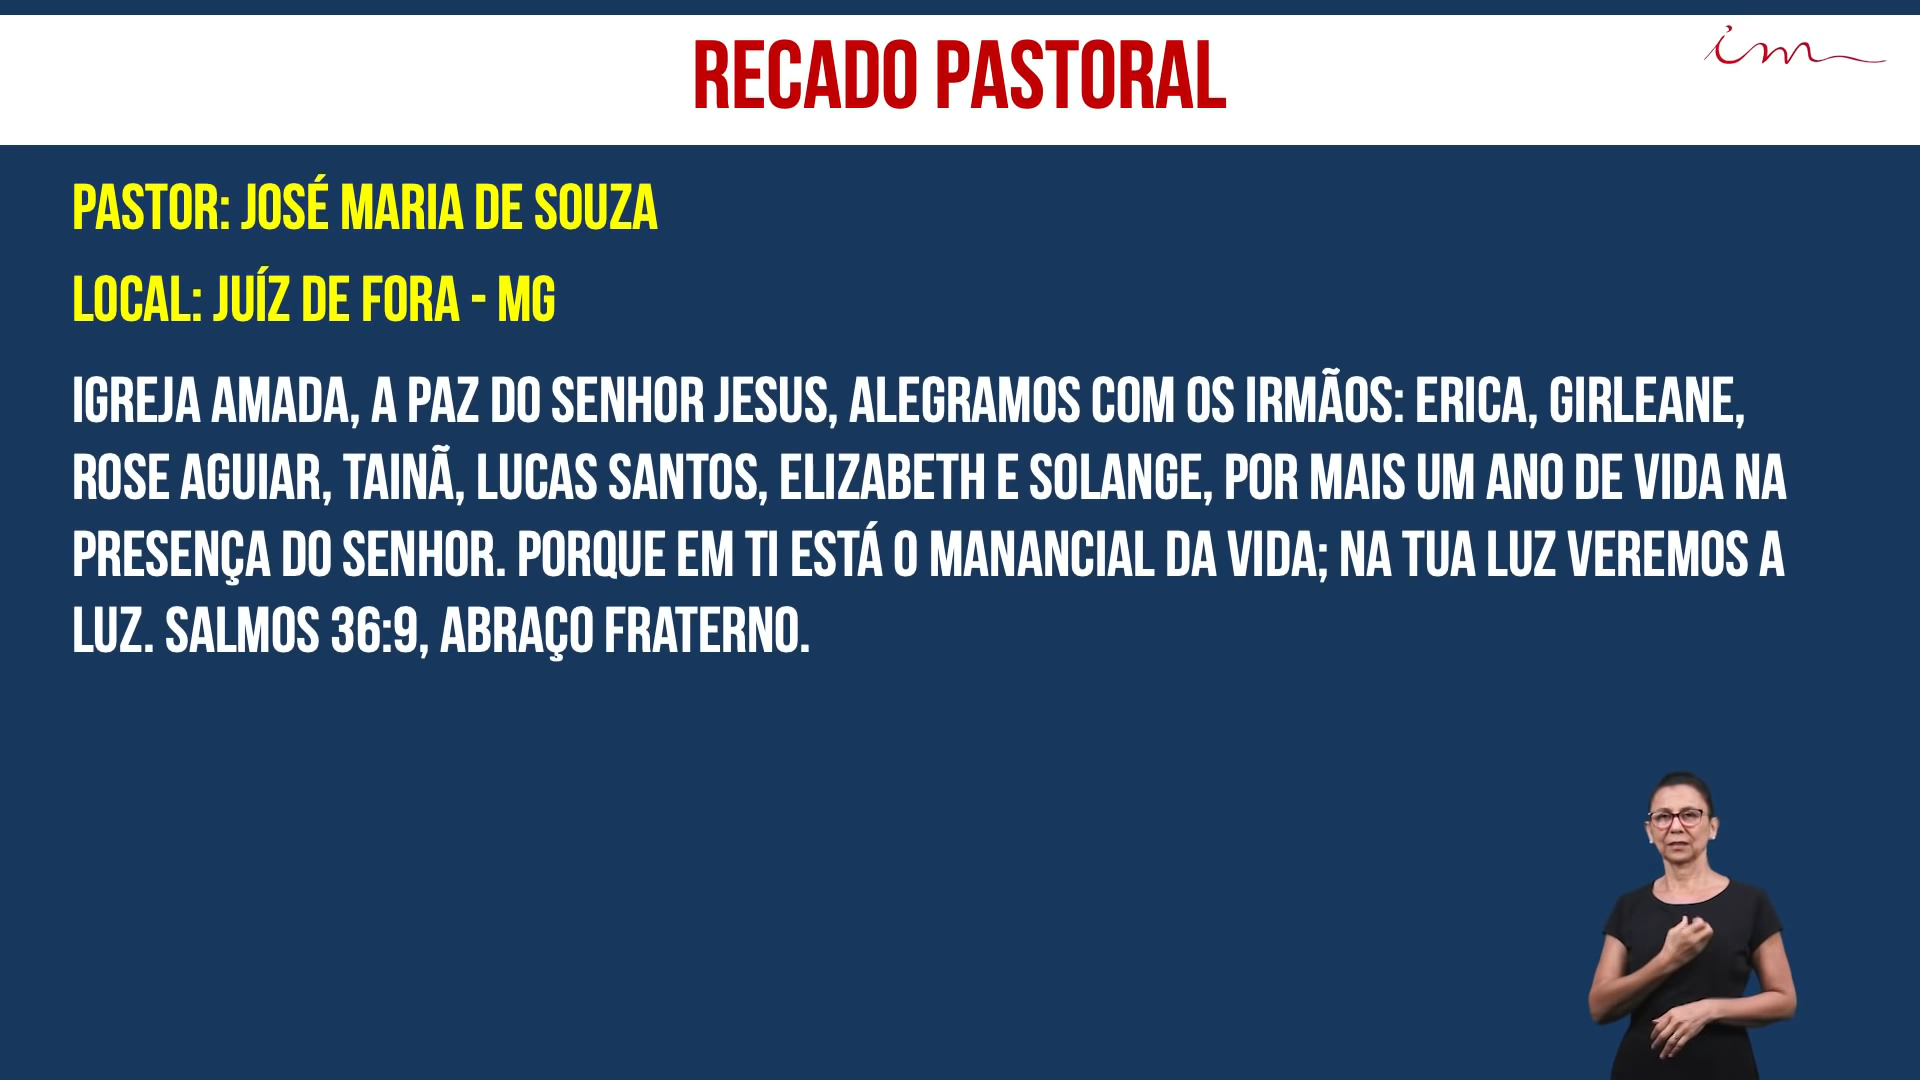 RECADO PASTORAL
im
PASTOR: JOSÉ MARIA DE SOUZA
LOCAL: JUÍZ DE FORA - MG
IGREJA AMADA, A PAZ DO SENHOR JESUS, ALEGRAMOS COM OS IRMÃOS: ERICA, GIRLEANE,
ROSE AGUIAR, TAINÃ, LUCAS SANTOS, ELIZABETH E SOLANGE, POR MAIS UM ANO DE VIDA NA
PRESENÇA DO SENHOR. PORQUE EM TI ESTÁ O MANANCIAL DA VIDA; NA TUA LUZ VEREMOS A
LUZ. SALMOS 36:9, ABRAÇO FRATERNO.